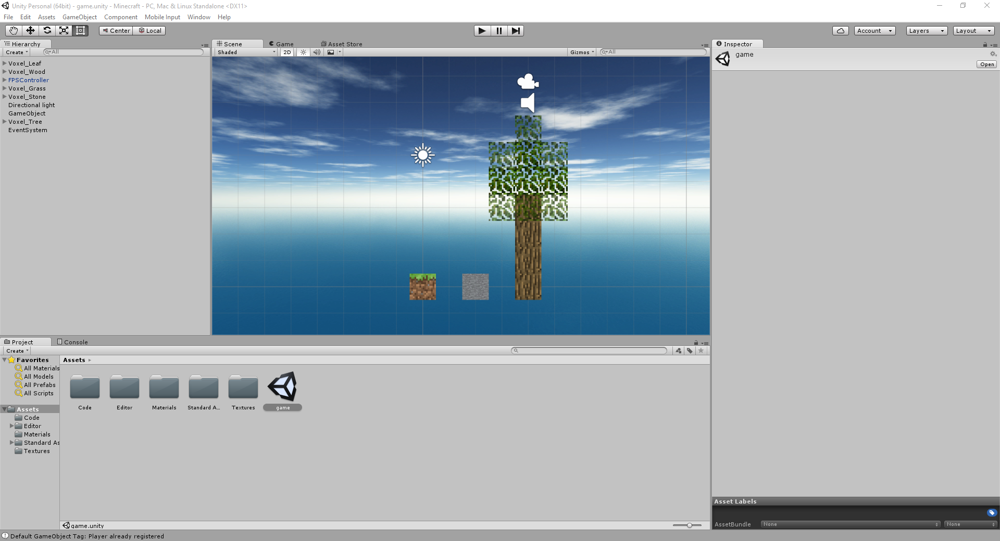 Unity Personal (64bit) - game.unity - Minecraft - PC, Mac & Linux Standalone <DX11>
File Edit Assets GameObject Component Mobile Input Window Help
Center Local Account Layers Layout
Hierarchy
Create All
Voxel_Leaf
Voxel_Wood
FPSController
Voxel_Grass
Voxel_Stone
Directional light
GameObject
Voxel_Tree
EventSystem
Scene Game Asset Store
Shaded 2D Gizmos All
Inspector
game
Open
Project Console
Create
Favorites
All Materials
All Models
All Prefabs
All Scripts
Assets
Code
Editor
Materials
Standard As
Textures
Assets
Code Editor Materials Standard A... Textures game
game.unity
Asset Labels
AssetBundle None None
Default GameObject Tag: Player already registered